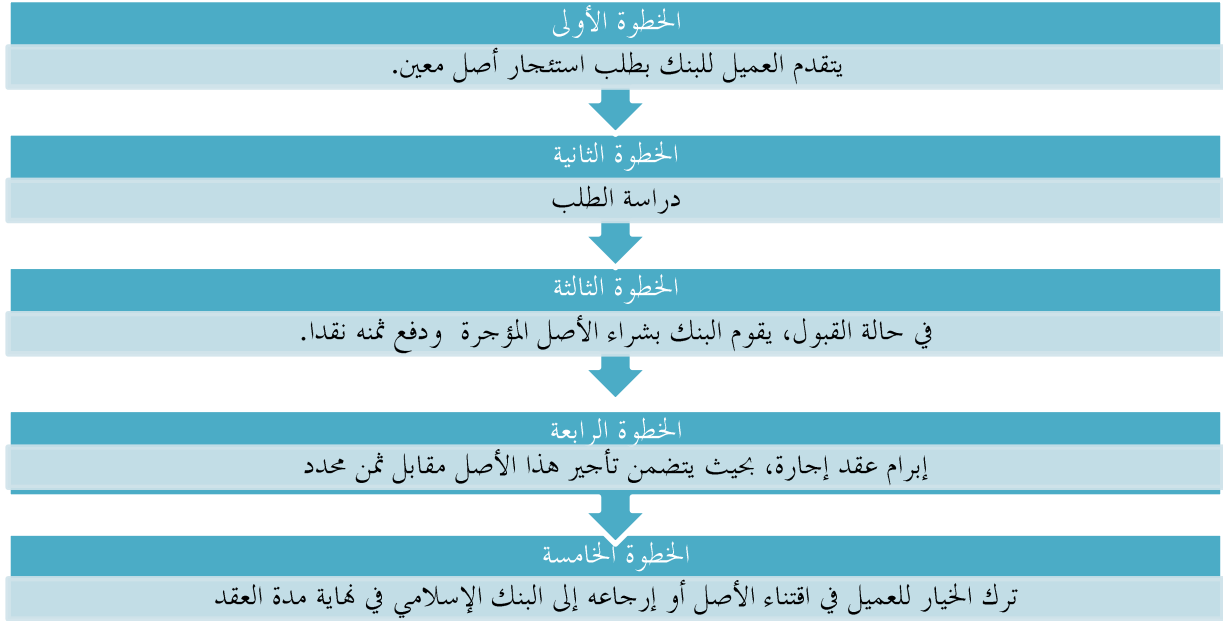 الخطوة الأولى
يتقدم العميل للبنك بطلب استئجار أصل معين.
الخطوة الثانية
دراسة الطلب
الخطوة الثالثة
في حالة القبول، يقوم البنك بشراء الأصل المؤجرة ودفع ثمنه نقدا.
الخطوة الرابعة
إبرام عقد إجارة، بحيث يتضمن تأجير هذا الأصل مقابل ثمن محدد
الخطوة الخامسة
ترك الخيار للعميل في اقتناء الأصل أو إرجاعه إلى البنك الإسلامي في نهاية مدة العقد